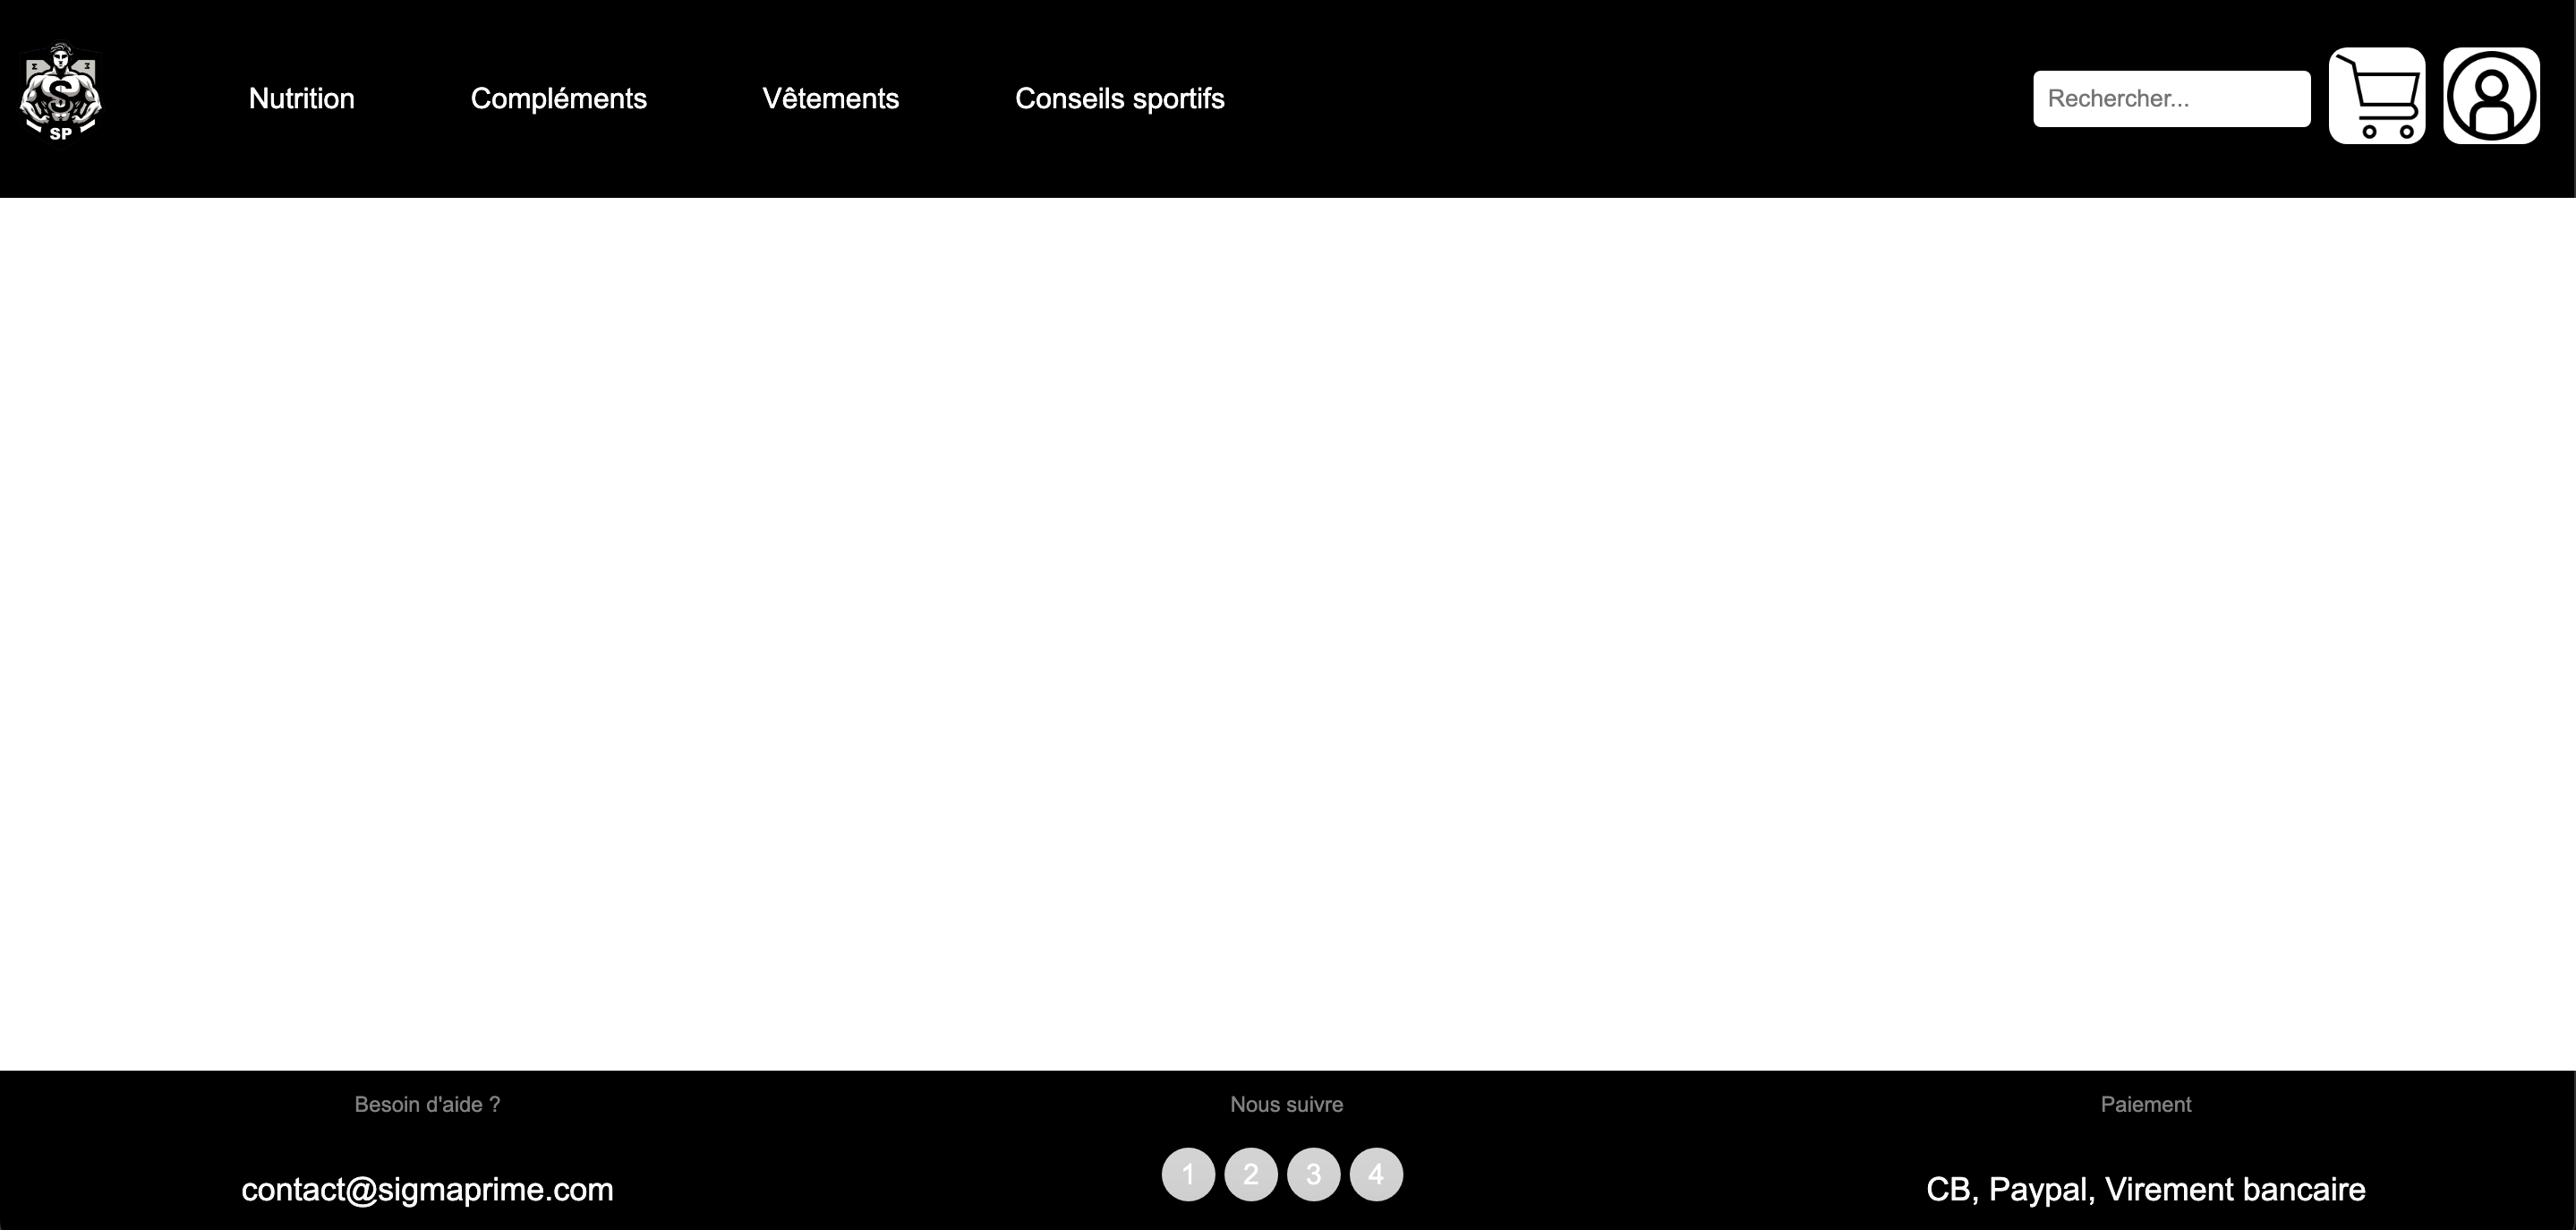 SP
Nutrition
Compléments
Vêtements
Conseils sportifs
Rechercher...
Besoin d'aide ?
Nous suivre
Paiement
contact@sigmaprime.com
1
2
3
4
CB, Paypal, Virement bancaire